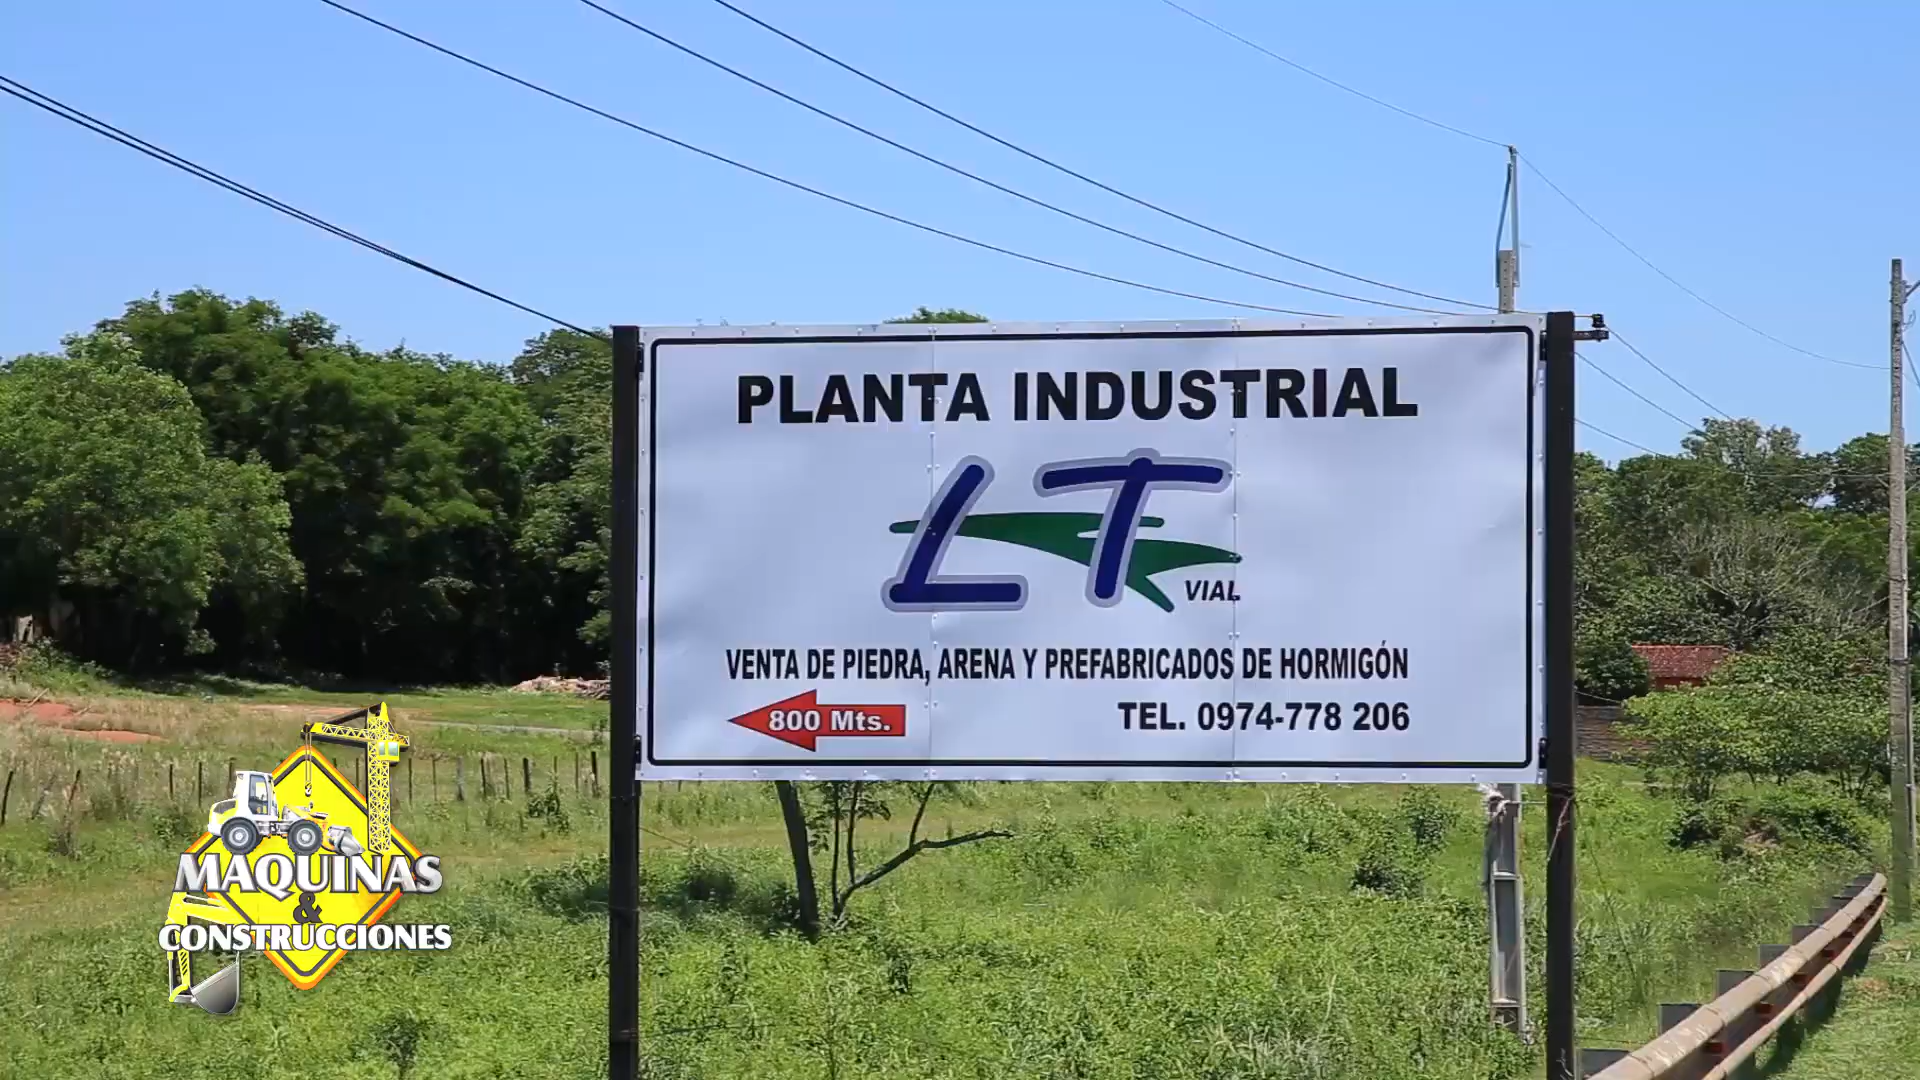 PLANTA INDUSTRIAL
LT
VIAL
VENTA DE PIEDRA, ARENA Y PREFABRICADOS DE HORMIGÓN
800 Mts.
TEL. 0974-778 206
MAQUINAS
&
CONSTRUCCIONES